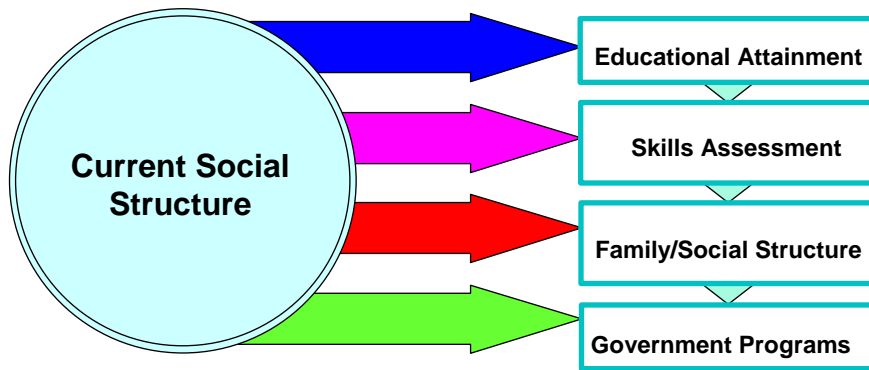 Current Social
Structure
Educational Attainment
Skills Assessment
Family/Social Structure
Government Programs